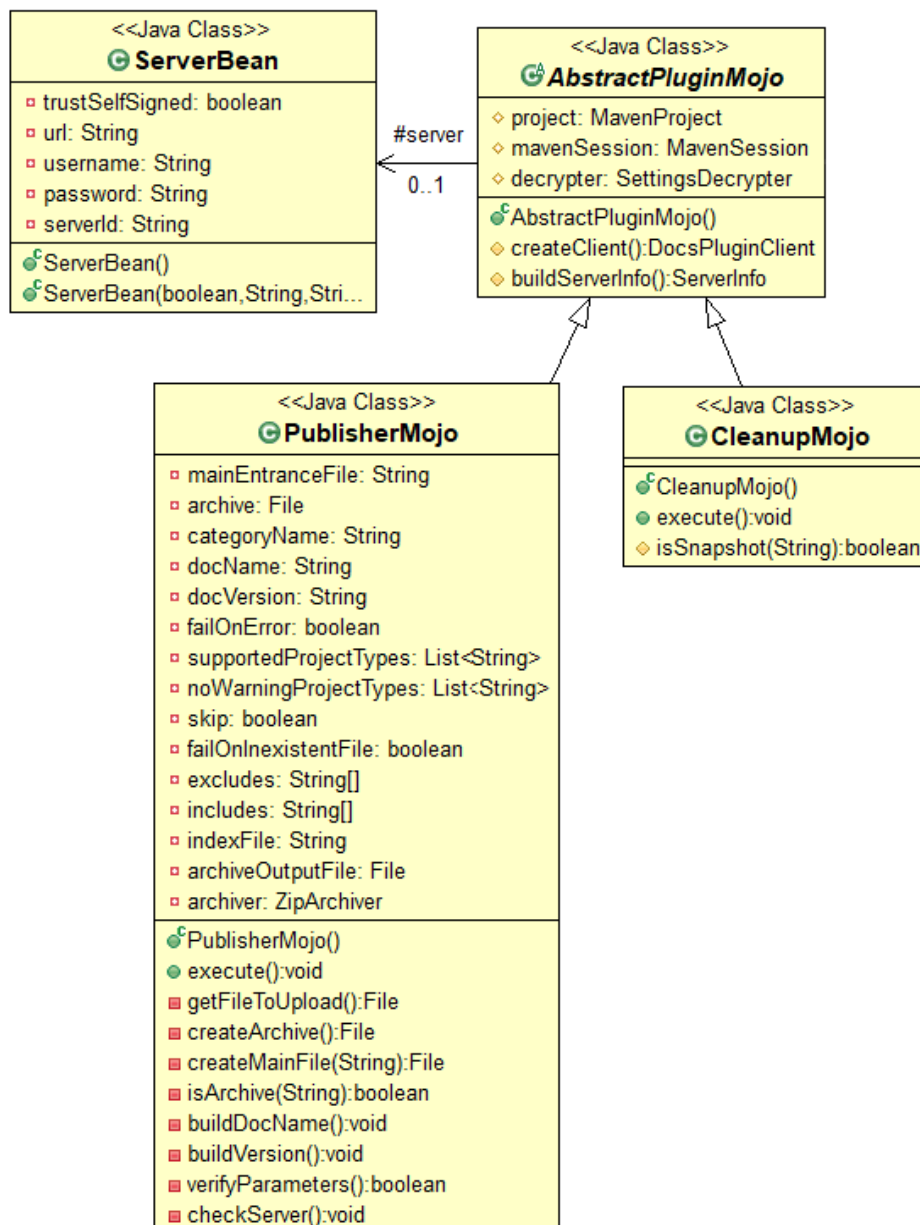 <<Java Class>>
ServerBean
trustSelfSigned: boolean
url: String
username: String
password: String
serverId: String
ServerBean()
ServerBean(boolean,String,Stri...
#server
0..1
<<Java Class>>
AbstractPluginMojo
project: MavenProject
mavenSession: MavenSession
decrypter: SettingsDecrypter
AbstractPluginMojo()
createClient():DocsPluginClient
buildServerInfo():ServerInfo
<<Java Class>>
PublisherMojo
mainEntranceFile: String
archive: File
categoryName: String
docName: String
docVersion: String
failOnError: boolean
supportedProjectTypes: List<String>
noWarningProjectTypes: List<String>
skip: boolean
failOnInexistentFile: boolean
excludes: String[]
includes: String[]
indexFile: String
archiveOutputFile: File
archiver: ZipArchiver
PublisherMojo()
execute():void
getFileToUpload():File
createArchive():File
createMainFile(String):File
isArchive(String):boolean
buildDocName():void
buildVersion():void
verifyParameters():boolean
checkServer():void
<<Java Class>>
CleanupMojo
CleanupMojo()
execute():void
isSnapshot(String):boolean